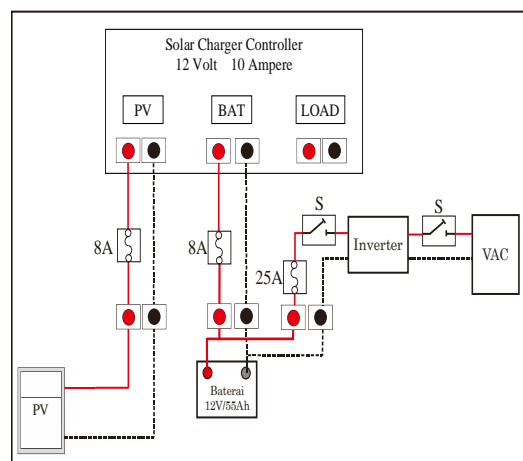 Solar Charger Controller
12 Volt 10 Ampere
PV BAT LOAD
S
S
8A
8A
Inverter
VAC
25A
Baterai
12V/55Ah
PV